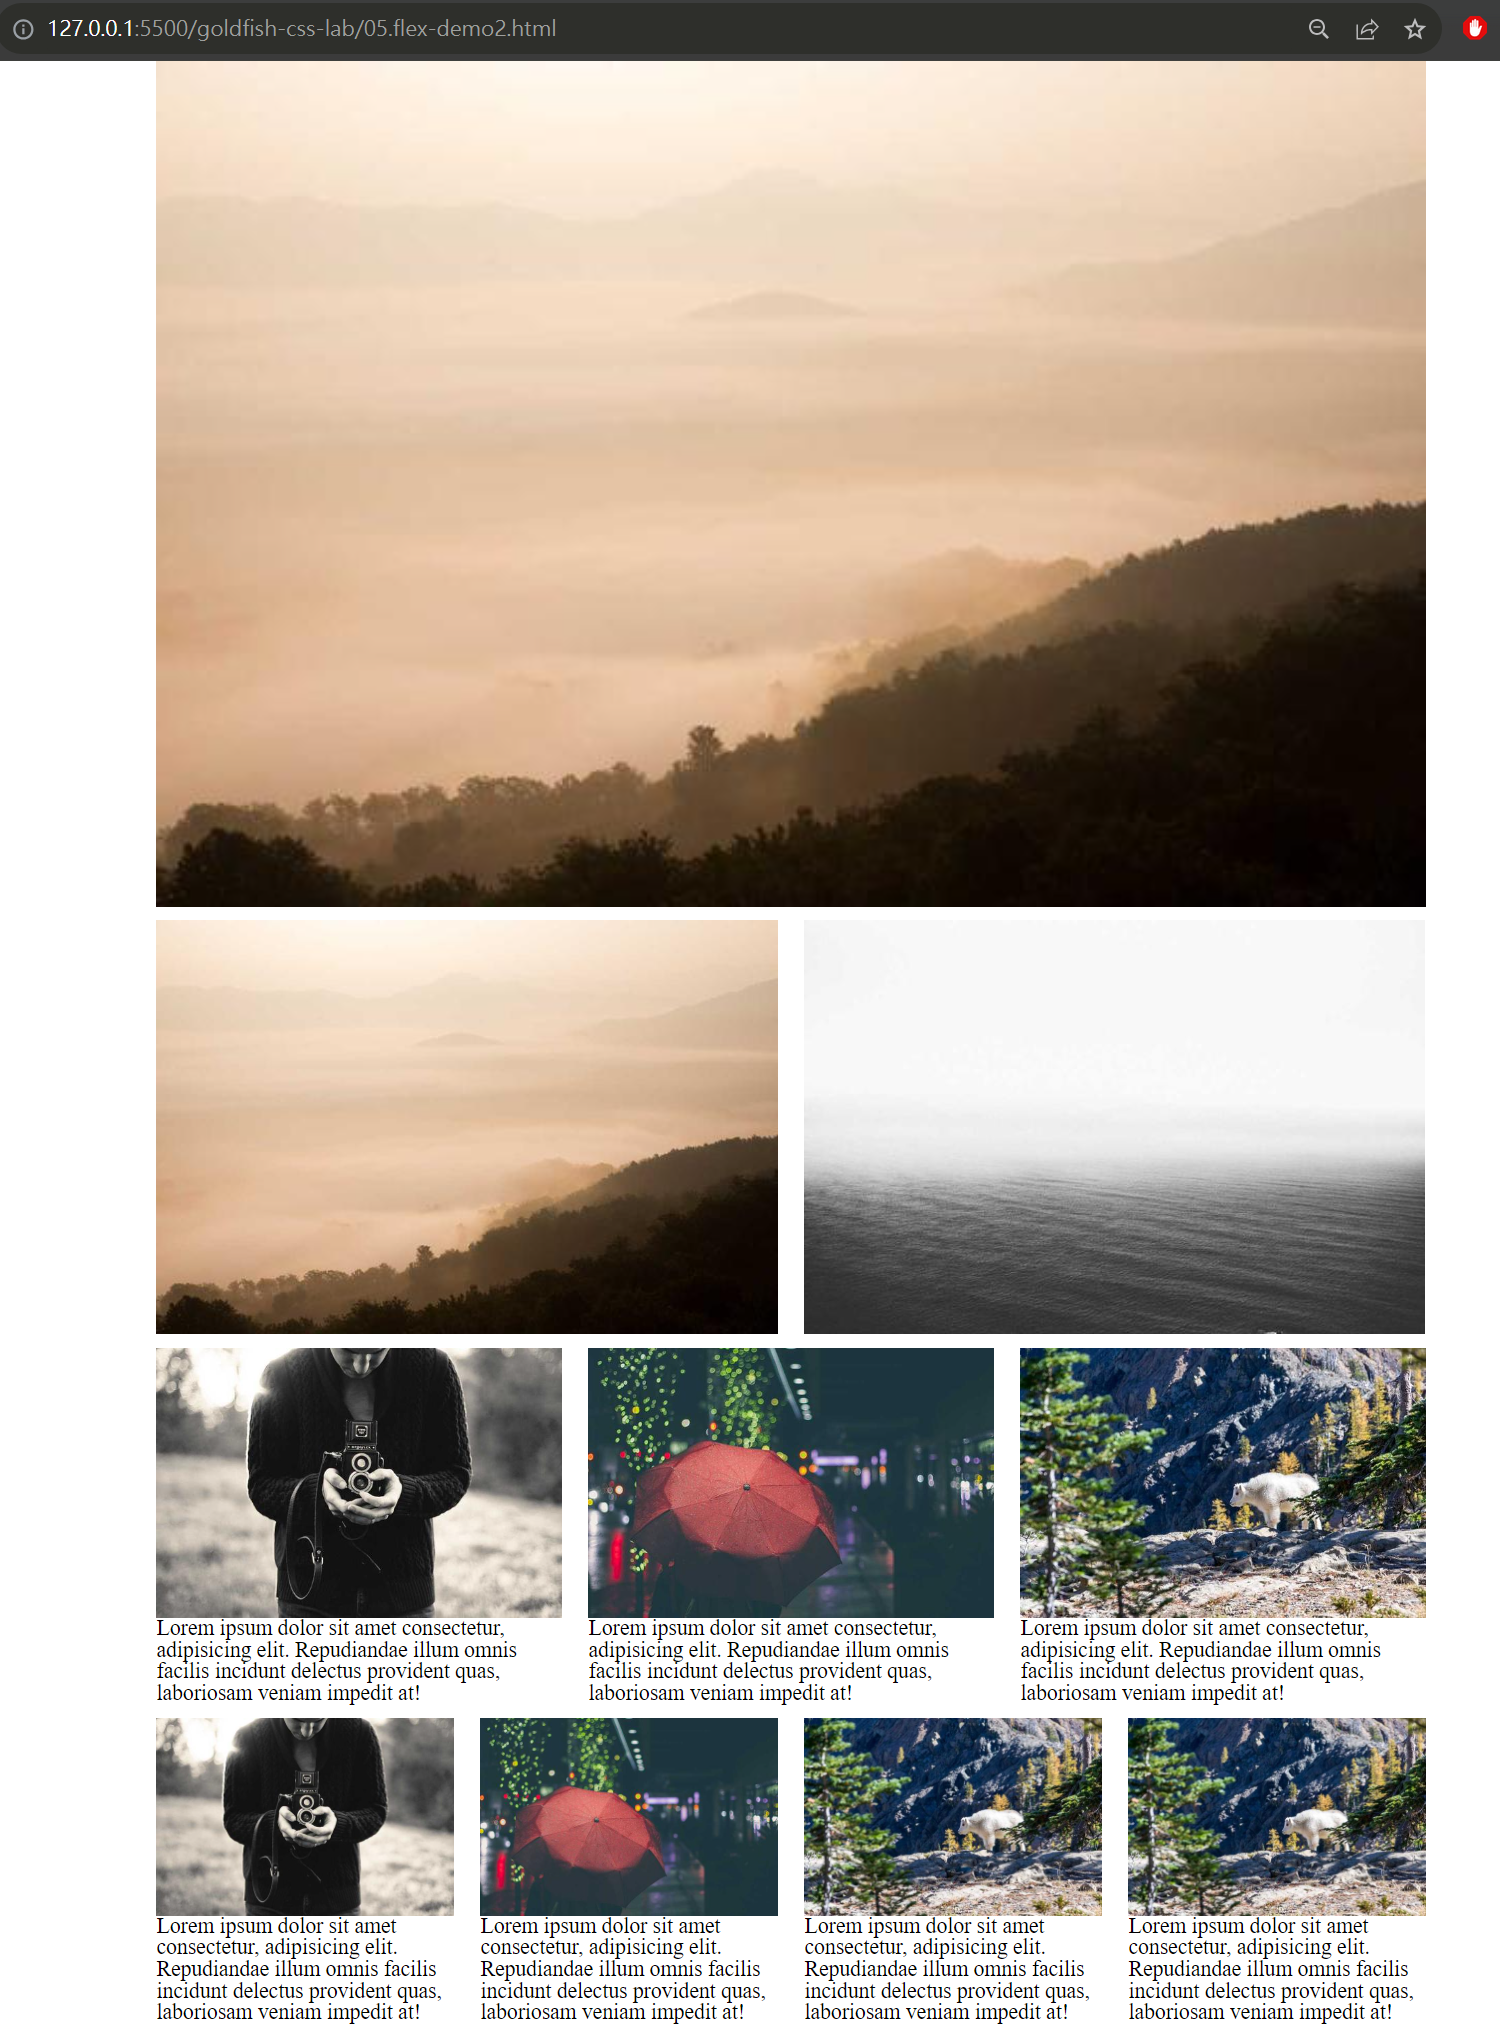 127.0.0.1:5500/goldfish-css-lab/05.flex-demo2.html
Lorem ipsum dolor sit amet consectetur,
adipisicing elit. Repudiandae illum omnis
facilis incidunt delectus provident quas,
laboriosam veniam impedit at!
Lorem ipsum dolor sit amet consectetur,
adipisicing elit. Repudiandae illum omnis
facilis incidunt delectus provident quas,
laboriosam veniam impedit at!
Lorem ipsum dolor sit amet consectetur,
adipisicing elit. Repudiandae illum omnis
facilis incidunt delectus provident quas,
laboriosam veniam impedit at!
Lorem ipsum dolor sit amet
consectetur, adipisicing elit.
Repudiandae illum omnis facilis
incidunt delectus provident quas,
laboriosam veniam impedit at!
Lorem ipsum dolor sit amet
consectetur, adipisicing elit.
Repudiandae illum omnis facilis
incidunt delectus provident quas,
laboriosam veniam impedit at!
Lorem ipsum dolor sit amet
consectetur, adipisicing elit.
Repudiandae illum omnis facilis
incidunt delectus provident quas,
laboriosam veniam impedit at!
Lorem ipsum dolor sit amet
consectetur, adipisicing elit.
Repudiandae illum omnis facilis
incidunt delectus provident quas,
laboriosam veniam impedit at!